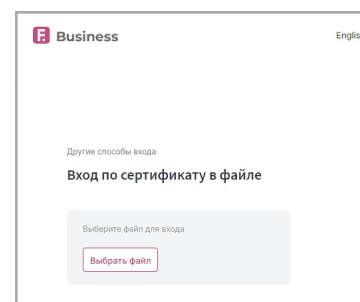 F. Business
Englis
Другие способы входа
Вход по сертификату в файле
Выберите файл для входа
Выбрать файл